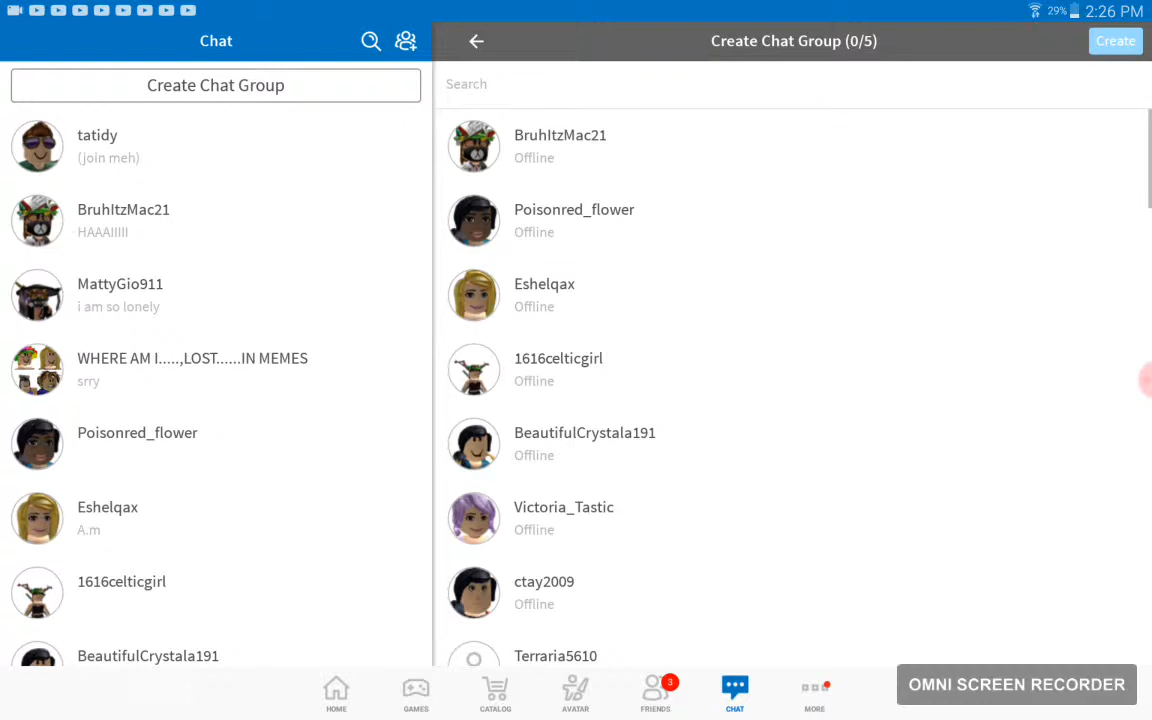 29% 2:26 PM
Chat
Create Chat Group
tatidy
(join meh)
BruhItzMac21
HAAAIIIII
MattyGio911
i am so lonely
WHERE AM I.....,LOST......IN MEMES
srry
Poisonred_flower
Eshelqax
A.m
1616celticgirl
BeautifulCrystala191
Create Chat Group (0/5)
Create
Search
BruhItzMac21
Offline
Poisonred_flower
Offline
Eshelqax
Offline
1616celticgirl
Offline
BeautifulCrystala191
Offline
Victoria_Tastic
Offline
ctay2009
Offline
Terraria5610
HOME
GAMES
CATALOG
AVATAR
3
FRIENDS
CHAT
MORE
OMNI SCREEN RECORDER